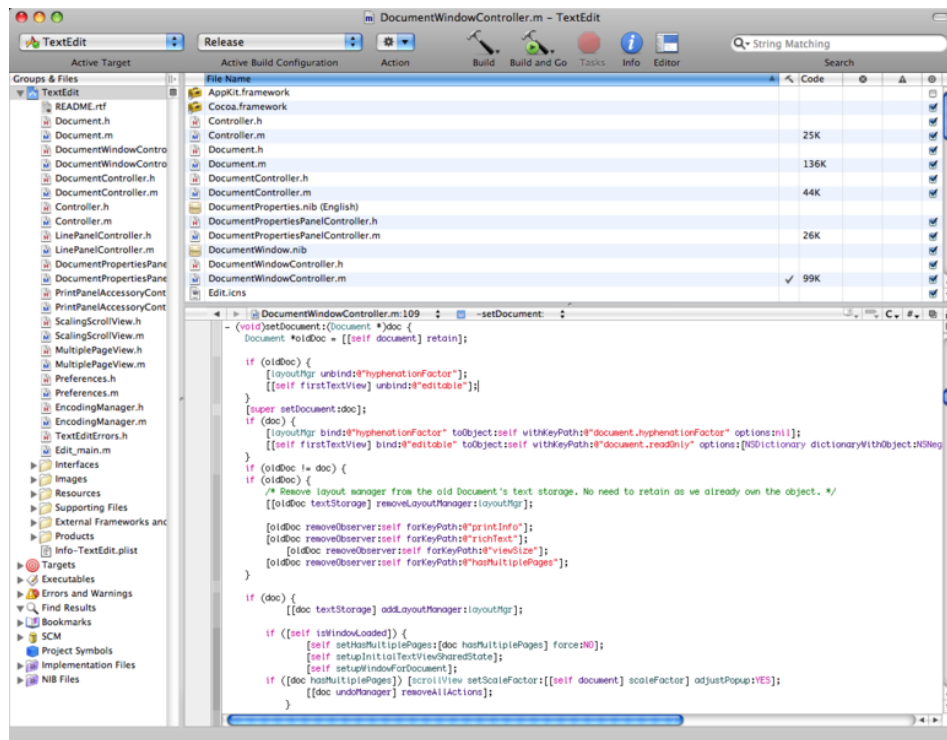 DocumentWindowController.m – TextEdit
TextEdit
Release
String Matching
Active Target
Active Build Configuration
Action
Build
Build and Go
Tasks
Info
Editor
Search
Groups & Files
TextEdit
README.rtf
Document.h
Document.m
DocumentWindowContro
DocumentWindowContro
DocumentController.h
DocumentController.m
Controller.h
Controller.m
LinePanelController.h
LinePanelController.m
DocumentPropertiesPane
DocumentPropertiesPane
PrintPanelAccessoryCont
PrintPanelAccessoryCont
ScalingScrollView.h
ScalingScrollView.m
MultiplePageView.h
MultiplePageView.m
Preferences.h
Preferences.m
EncodingManager.h
EncodingManager.m
TextEditErrors.h
Edit_main.m
Interfaces
Images
Resources
Supporting Files
External Frameworks and
Products
Info-TextEdit.plist
Targets
Executables
Errors and Warnings
Find Results
Bookmarks
SCM
Project Symbols
Implementation Files
NIB Files
File Name
Code
AppKit.framework
Cocoa.framework
Controller.h
Controller.m 25K
Document.h
Document.m 136K
DocumentController.h
DocumentController.m 44K
DocumentProperties.nib (English)
DocumentPropertiesPanelController.h
DocumentPropertiesPanelController.m 26K
DocumentWindow.nib
DocumentWindowController.h
DocumentWindowController.m 99K
Edit.icns
DocumentWindowController.m:109 -setDocument: C, #,
- (void)setDocument:(Document *)doc {
Document *oldDoc = [[self document] retain];
if (oldDoc) {
[layoutMgr unbind:@"hyphenationFactor"];
[[self firstTextView] unbind:@"editable"];
}
[super setDocument:doc];
if (doc) {
[layoutMgr bind:@"hyphenationFactor" toObject:self withKeyPath:@"document.hyphenationFactor" options:nil];
[[self firstTextView] bind:@"editable" toObject:self withKeyPath:@"document.readOnly" options:[NSDictionary dictionaryWithObject:NSNeg
}
if (oldDoc != doc) {
if (oldDoc) {
/* Remove layout manager from the old Document's text storage. No need to retain as we already own the object. */
[[oldDoc textStorage] removeLayoutManager:layoutMgr];
[oldDoc removeObserver:self forKeyPath:@"printInfo"];
[oldDoc removeObserver:self forKeyPath:@"richText"];
[oldDoc removeObserver:self forKeyPath:@"viewSize"];
[oldDoc removeObserver:self forKeyPath:@"hasMultiplePages"];
}
if (doc) {
[[doc textStorage] addLayoutManager:layoutMgr];
if ([self isWindowLoaded]) {
[self setHasMultiplePages:[doc hasMultiplePages] force:NO];
[self setupInitialTextViewSharedState];
[self setupWindowForDocument];
if ([doc hasMultiplePages]) [scrollView setScaleFactor:[[self document] scaleFactor] adjustPopup:YES];
[[doc undoManager] removeAllActions];
}